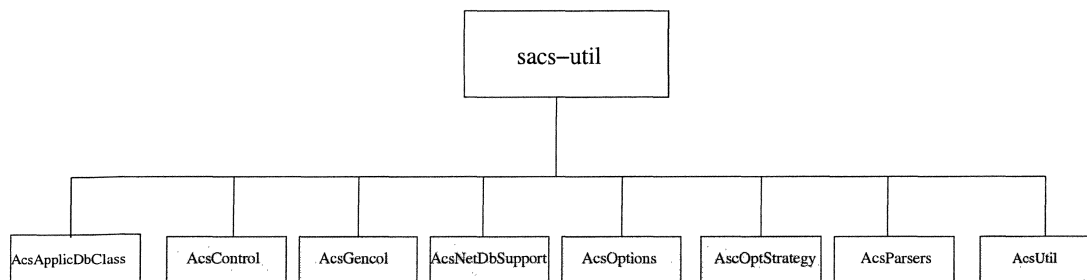 sacs-util
AcsApplicDbClass
AcsControl
AcsGencol
AcsNetDbSupport
AcsOptions
AscOptStrategy
AcsParsers
AcsUtil